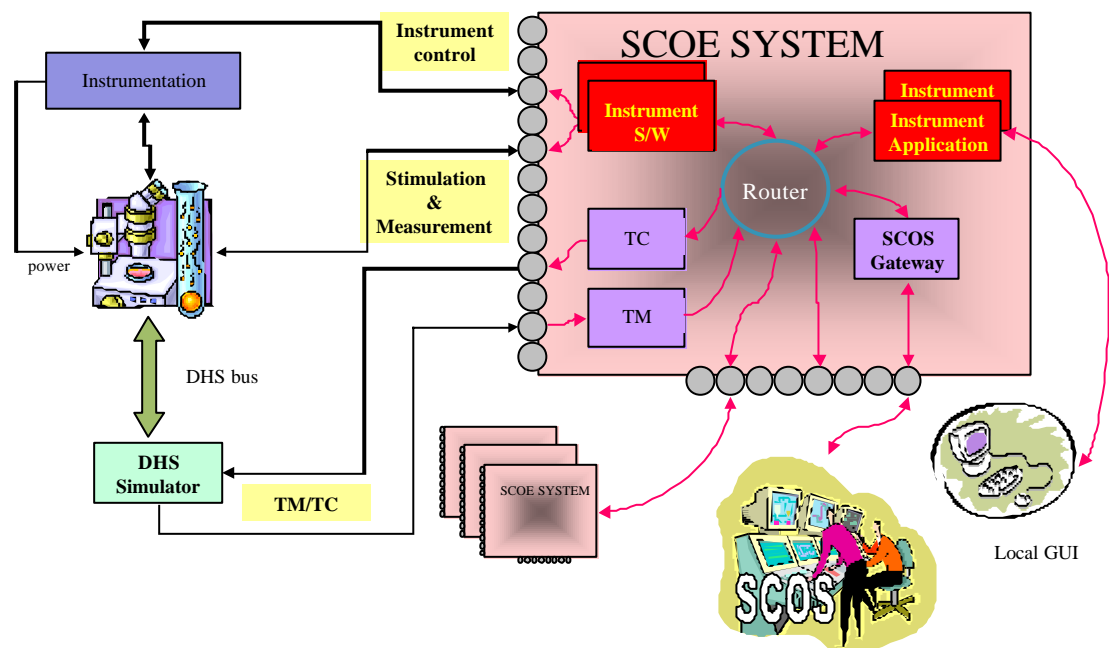 Instrument
control
SCOE SYSTEM
Instrumentation
Instrument
S/W
Instrument
Instrument
Application
Stimulation
&
Measurement
Router
TC
SCOS
Gateway
power
TM
DHS bus
DHS
Simulator
TM/TC
SCOE SYSTEM
SCOS
Local GUI